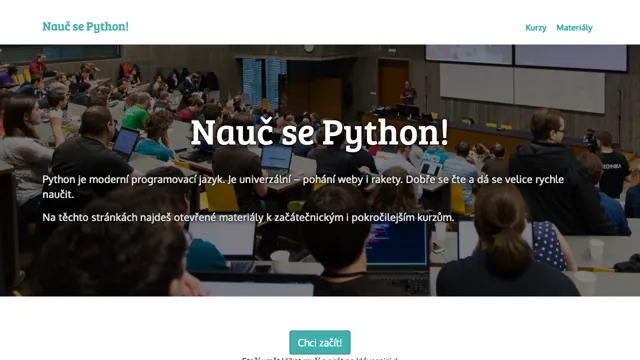 Nauč se Python!
Kurzy Materiály
Nauč se Python!
Python je moderní programovací jazyk. Je univerzální – pohání weby i rakety. Dobře se čte a dá se velice rychle
naučit.
Na těchto stránkách najdeš otevřené materiály k začátečnickým i pokročilejším kurzům.
Chci začít!